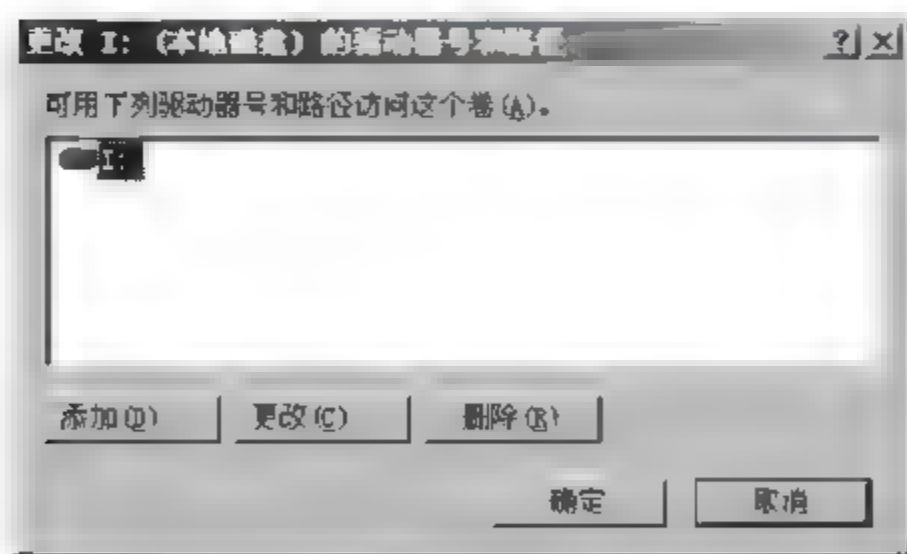 更改 I: (本地磁盘) 的驱动器号和路径
可用下列驱动器号和路径访问这个卷(A)。
I:
添加(D) 更改(C) 删除(R)
确定 取消